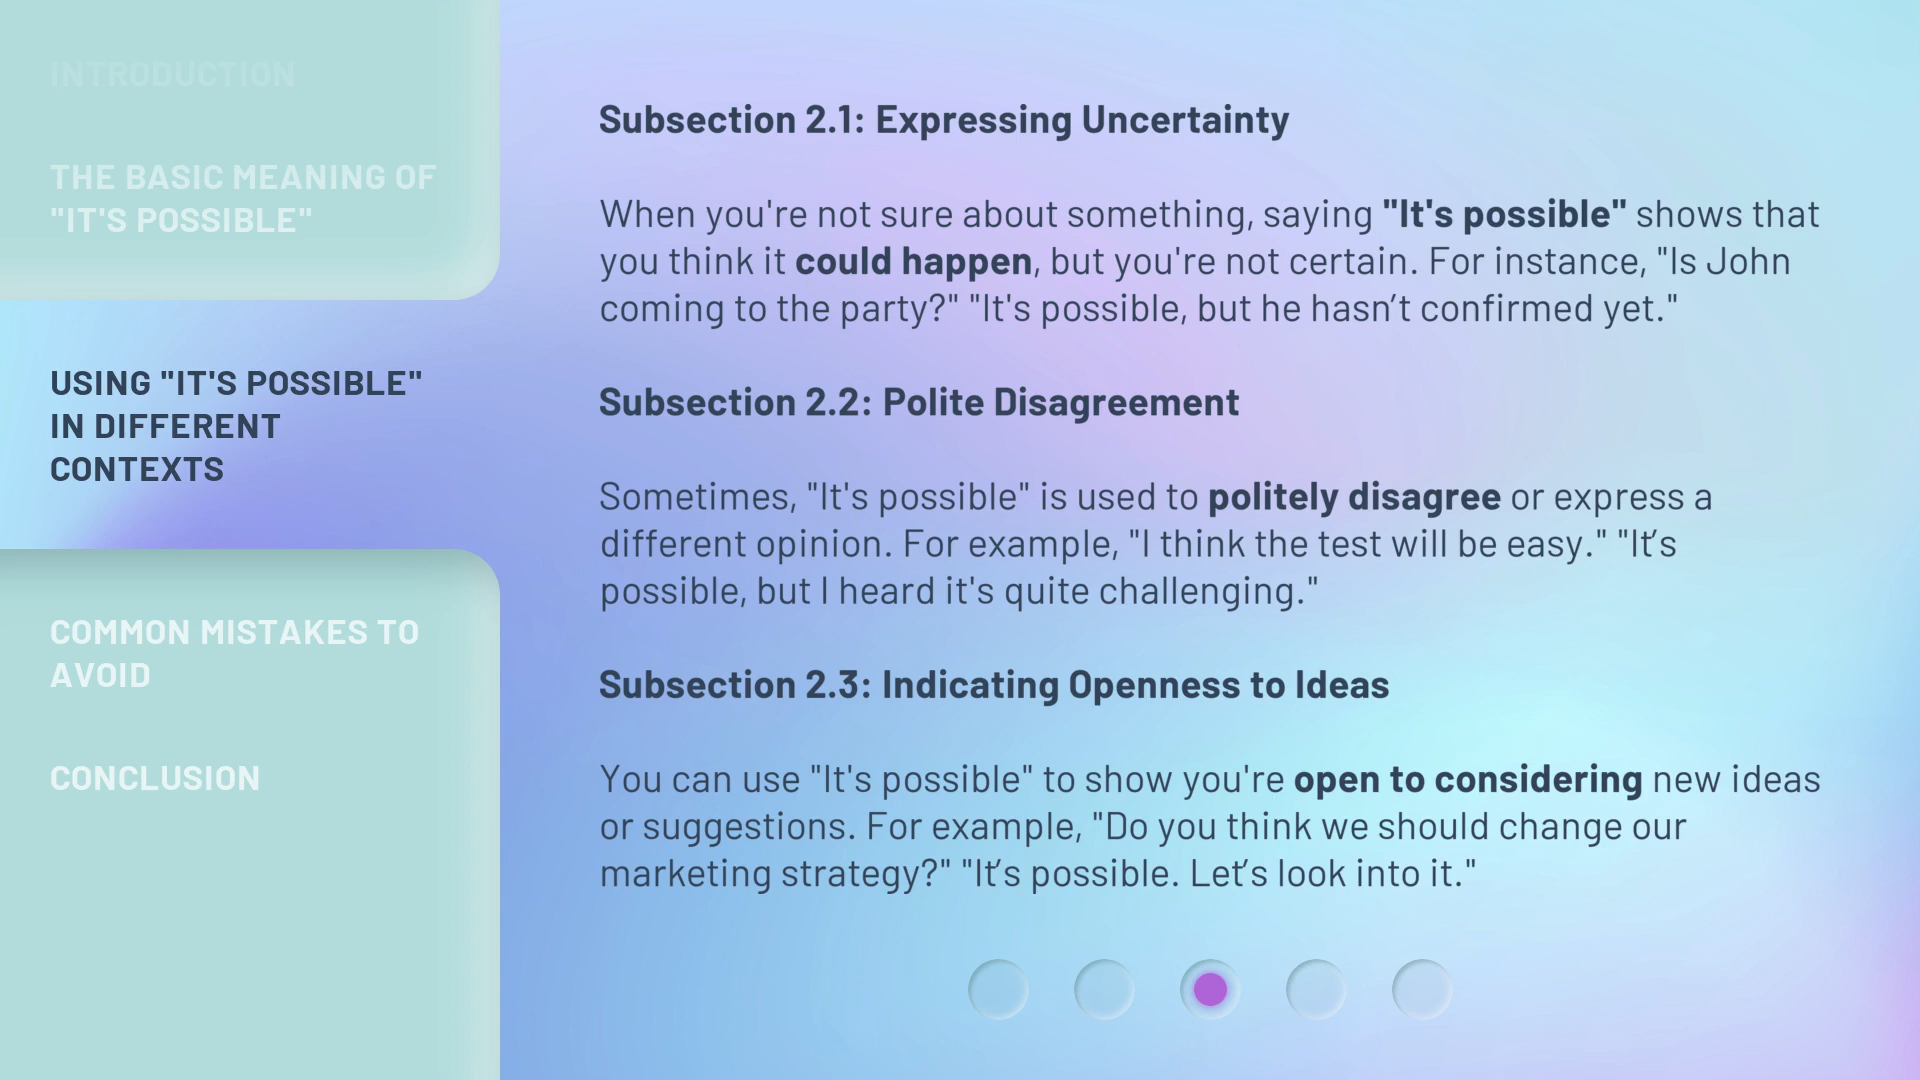 INTRODUCTION
THE BASIC MEANING OF
"IT'S POSSIBLE"
USING "IT'S POSSIBLE"
IN DIFFERENT
CONTEXTS
COMMON MISTAKES TO
AVOID
CONCLUSION
Subsection 2.1: Expressing Uncertainty
When you're not sure about something, saying "It's possible" shows that
you think it could happen, but you're not certain. For instance, "Is John
coming to the party?" "It's possible, but he hasn’t confirmed yet."
Subsection 2.2: Polite Disagreement
Sometimes, "It's possible" is used to politely disagree or express a
different opinion. For example, "I think the test will be easy." "It’s
possible, but I heard it's quite challenging."
Subsection 2.3: Indicating Openness to Ideas
You can use "It's possible" to show you're open to considering new ideas
or suggestions. For example, "Do you think we should change our
marketing strategy?" "It’s possible. Let’s look into it."